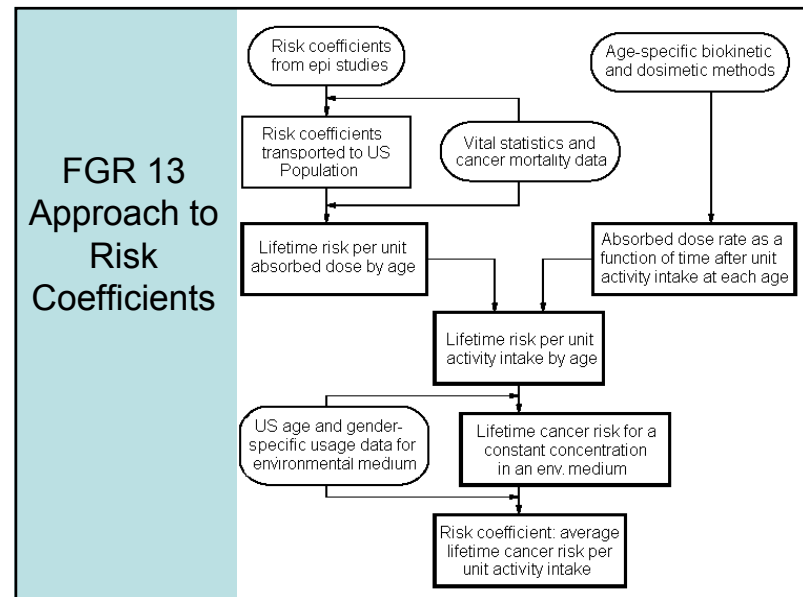 FGR 13
Approach to
Risk
Coefficients
Risk coefficients
from epi studies
Age-specific biokinetic
and dosimetic methods
Risk coefficients
transported to US
Population
Vital statistics and
cancer mortality data
Lifetime risk per unit
absorbed dose by age
Absorbed dose rate as a
function of time after unit
activity intake at each age
Lifetime risk per unit
activity intake by age
US age and gender-
specific usage data for
environmental medium
Lifetime cancer risk for a
constant concentration
in an env. medium
Risk coefficient: average
lifetime cancer risk per
unit activity intake